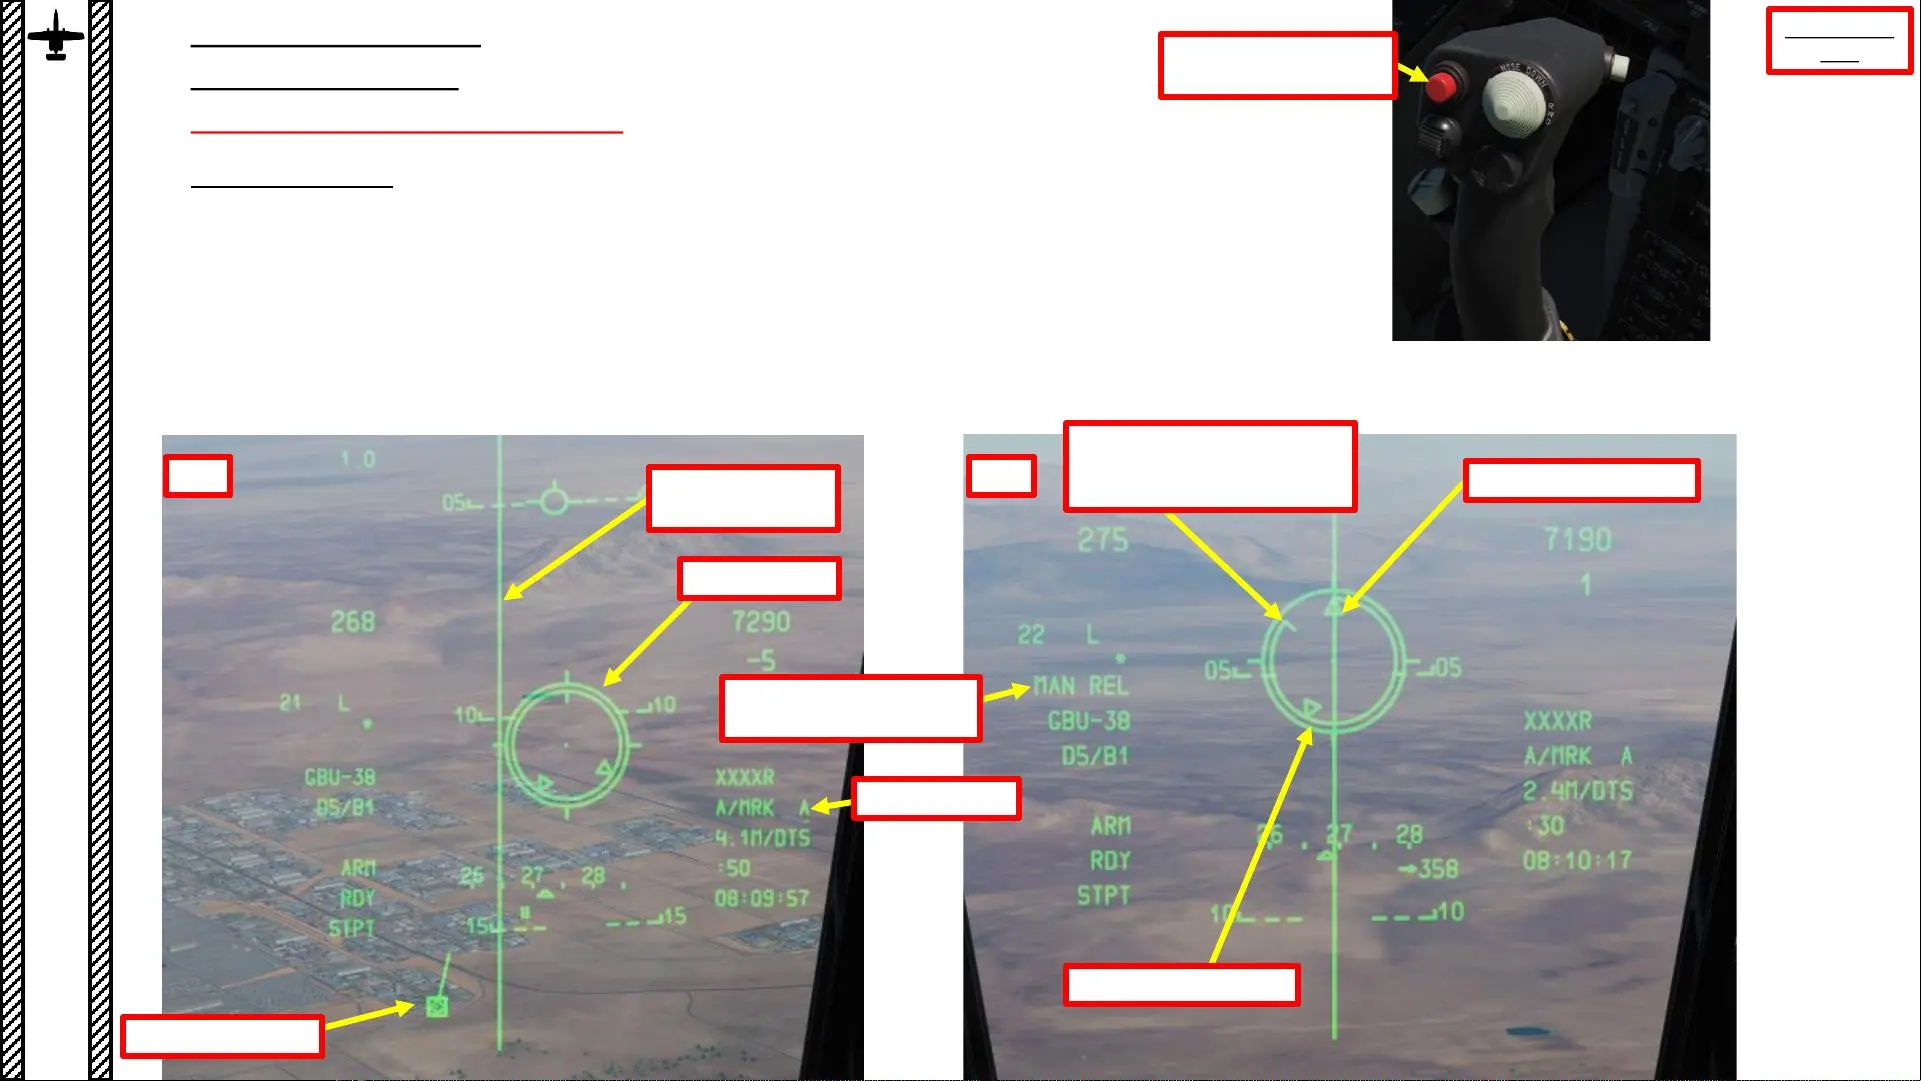 NOSE DOWN
1.0
05
268
7290
-5
21 L
*
10 10
GBU-38
D5/B1
XXXXR
A/MRK A
4.1M/DTS
:50
08:09:57
ARM
RDY
STPT
26 27 28
15 15
275
7190
1
22 L
*
05 05
MAN REL
GBU-38
D5/B1
XXXXR
A/MRK A
2.4M/DTS
:30
08:10:17
ARM
RDY
STPT
26 27 28
358
10 10